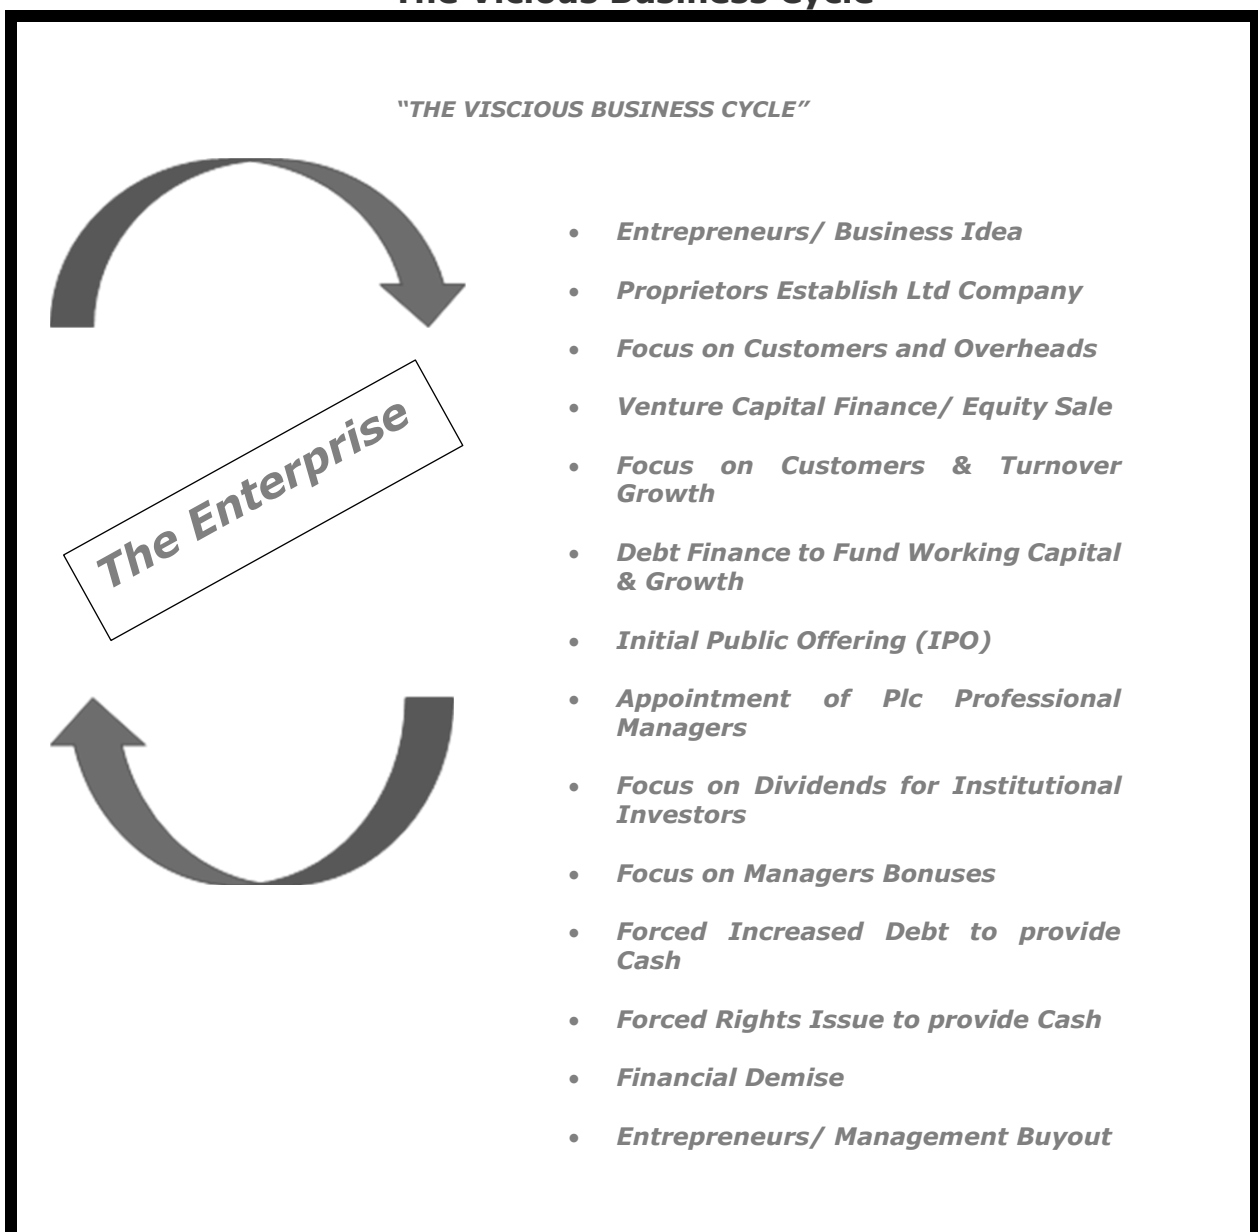 The Vicious Business Cycle
“THE VISCIOUS BUSINESS CYCLE”
The Enterprise
• Entrepreneurs/ Business Idea
• Proprietors Establish Ltd Company
• Focus on Customers and Overheads
• Venture Capital Finance/ Equity Sale
• Focus on Customers & Turnover
Growth
• Debt Finance to Fund Working Capital
& Growth
• Initial Public Offering (IPO)
• Appointment of Plc Professional
Managers
• Focus on Dividends for Institutional
Investors
• Focus on Managers Bonuses
• Forced Increased Debt to provide
Cash
• Forced Rights Issue to provide Cash
• Financial Demise
• Entrepreneurs/ Management Buyout